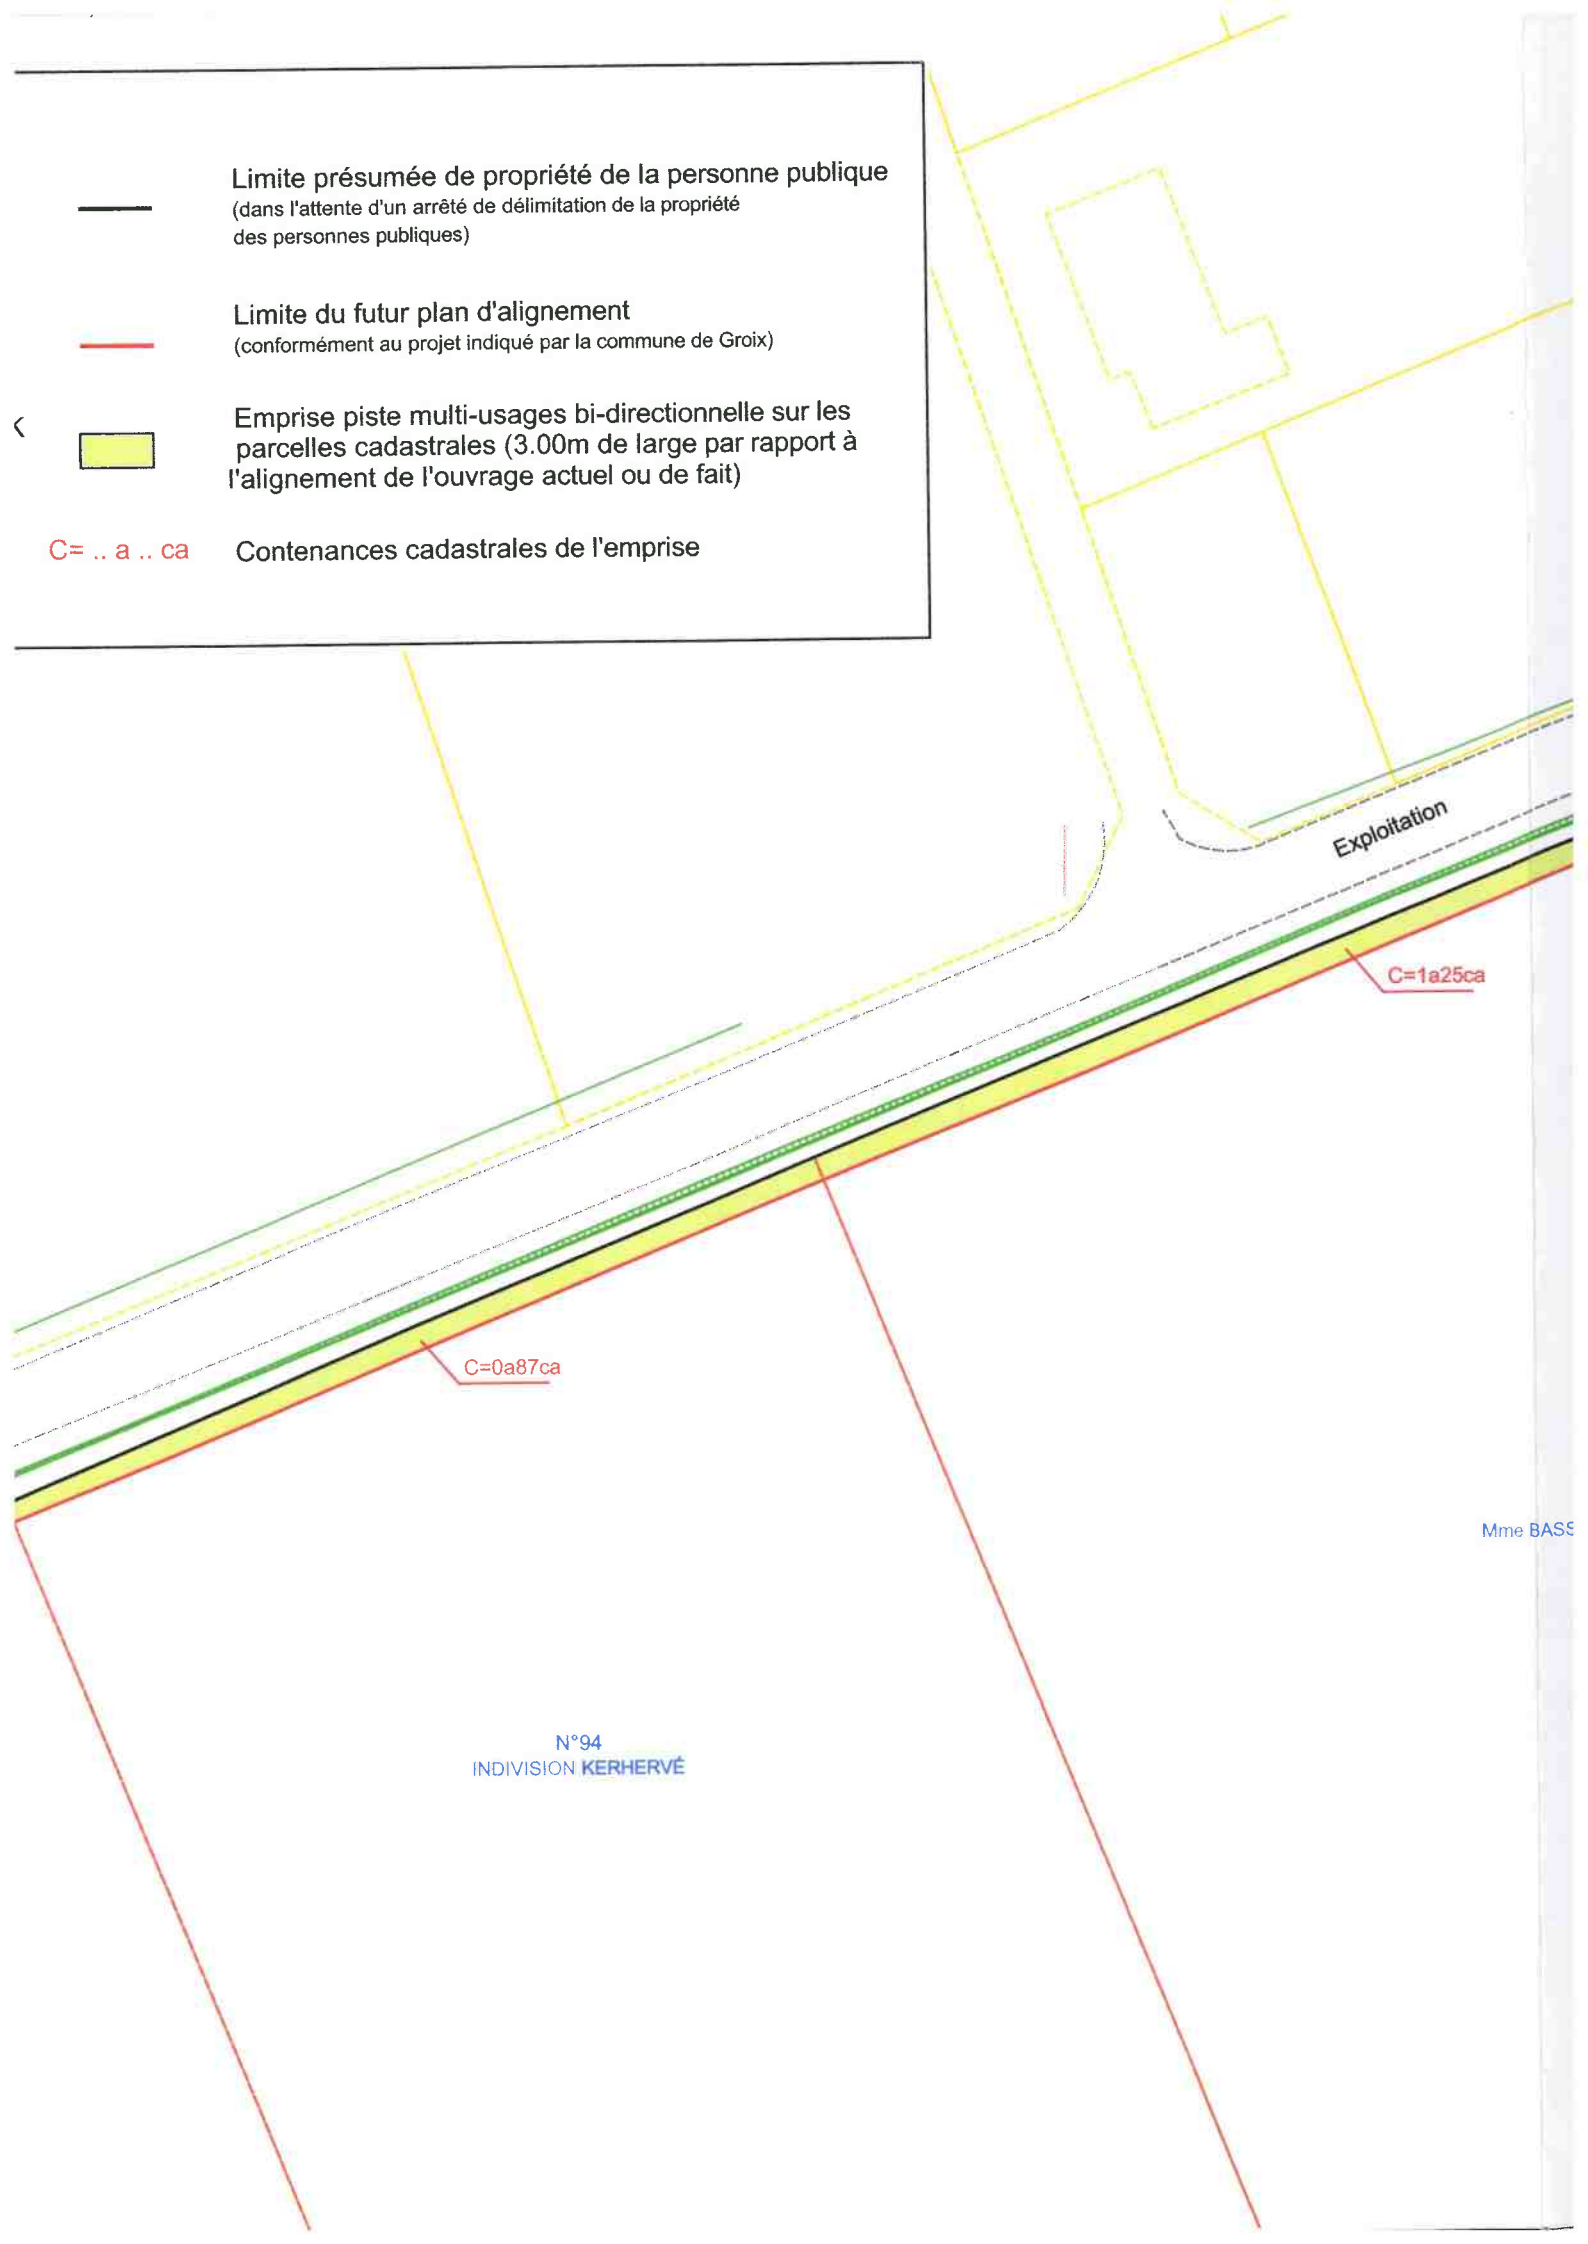 Limite présumée de propriété de la personne publique
(dans l'attente d'un arrêté de délimitation de la propriété
des personnes publiques)
Limite du futur plan d'alignement
(conformément au projet indiqué par la commune de Groix)
Emprise piste multi-usages bi-directionnelle sur les
parcelles cadastrales (3.00m de large par rapport à
l'alignement de l'ouvrage actuel ou de fait)
C= .. a .. ca Contenances cadastrales de l'emprise
Exploitation
C=1a25ca
C=0a87ca
Mme BASS
N°94
INDIVISION KERHERVÉ